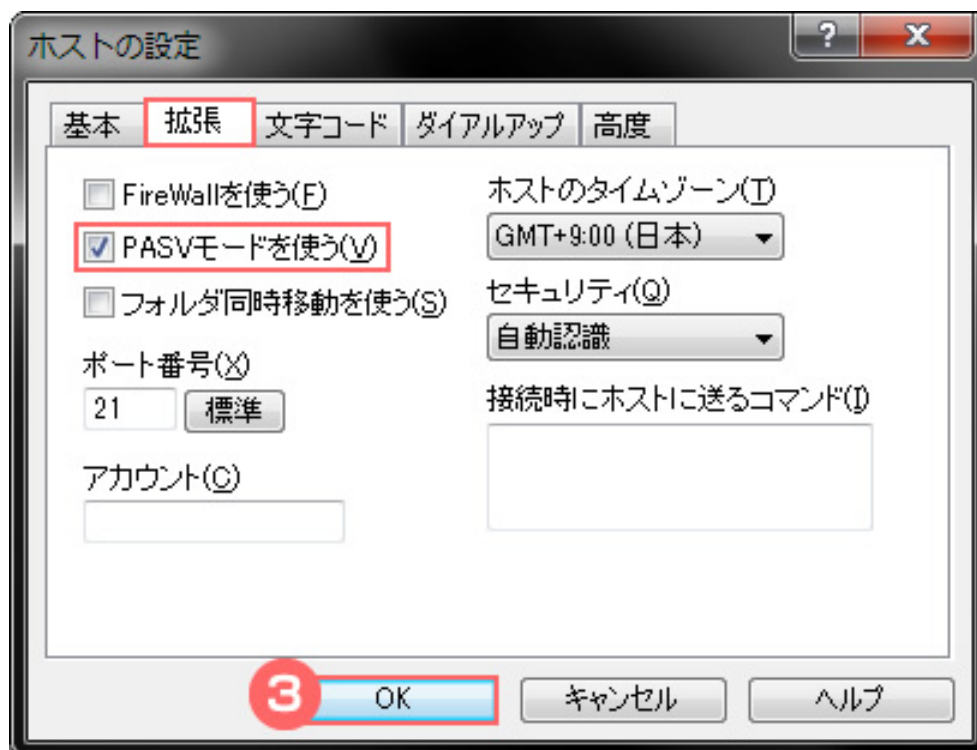 ホストの設定
基本 拡張 文字コード ダイアルアップ 高度
FireWallを使う(F)
PASVモードを使う(V)
フォルダ同時移動を使う(S)
ポート番号(X)
21 標準
アカウント(C)
ホストのタイムゾーン(T)
GMT+9:00 (日本)
セキュリティ(Q)
自動認識
接続時にホストに送るコマンド(I)
3 OK キャンセル ヘルプ